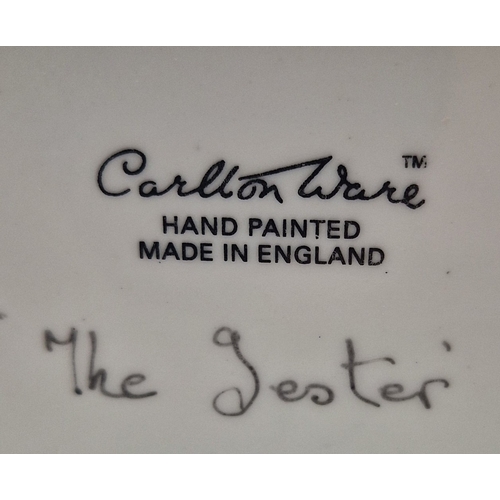 Carlton Ware™
HAND PAINTED
MADE IN ENGLAND
'The Jester'